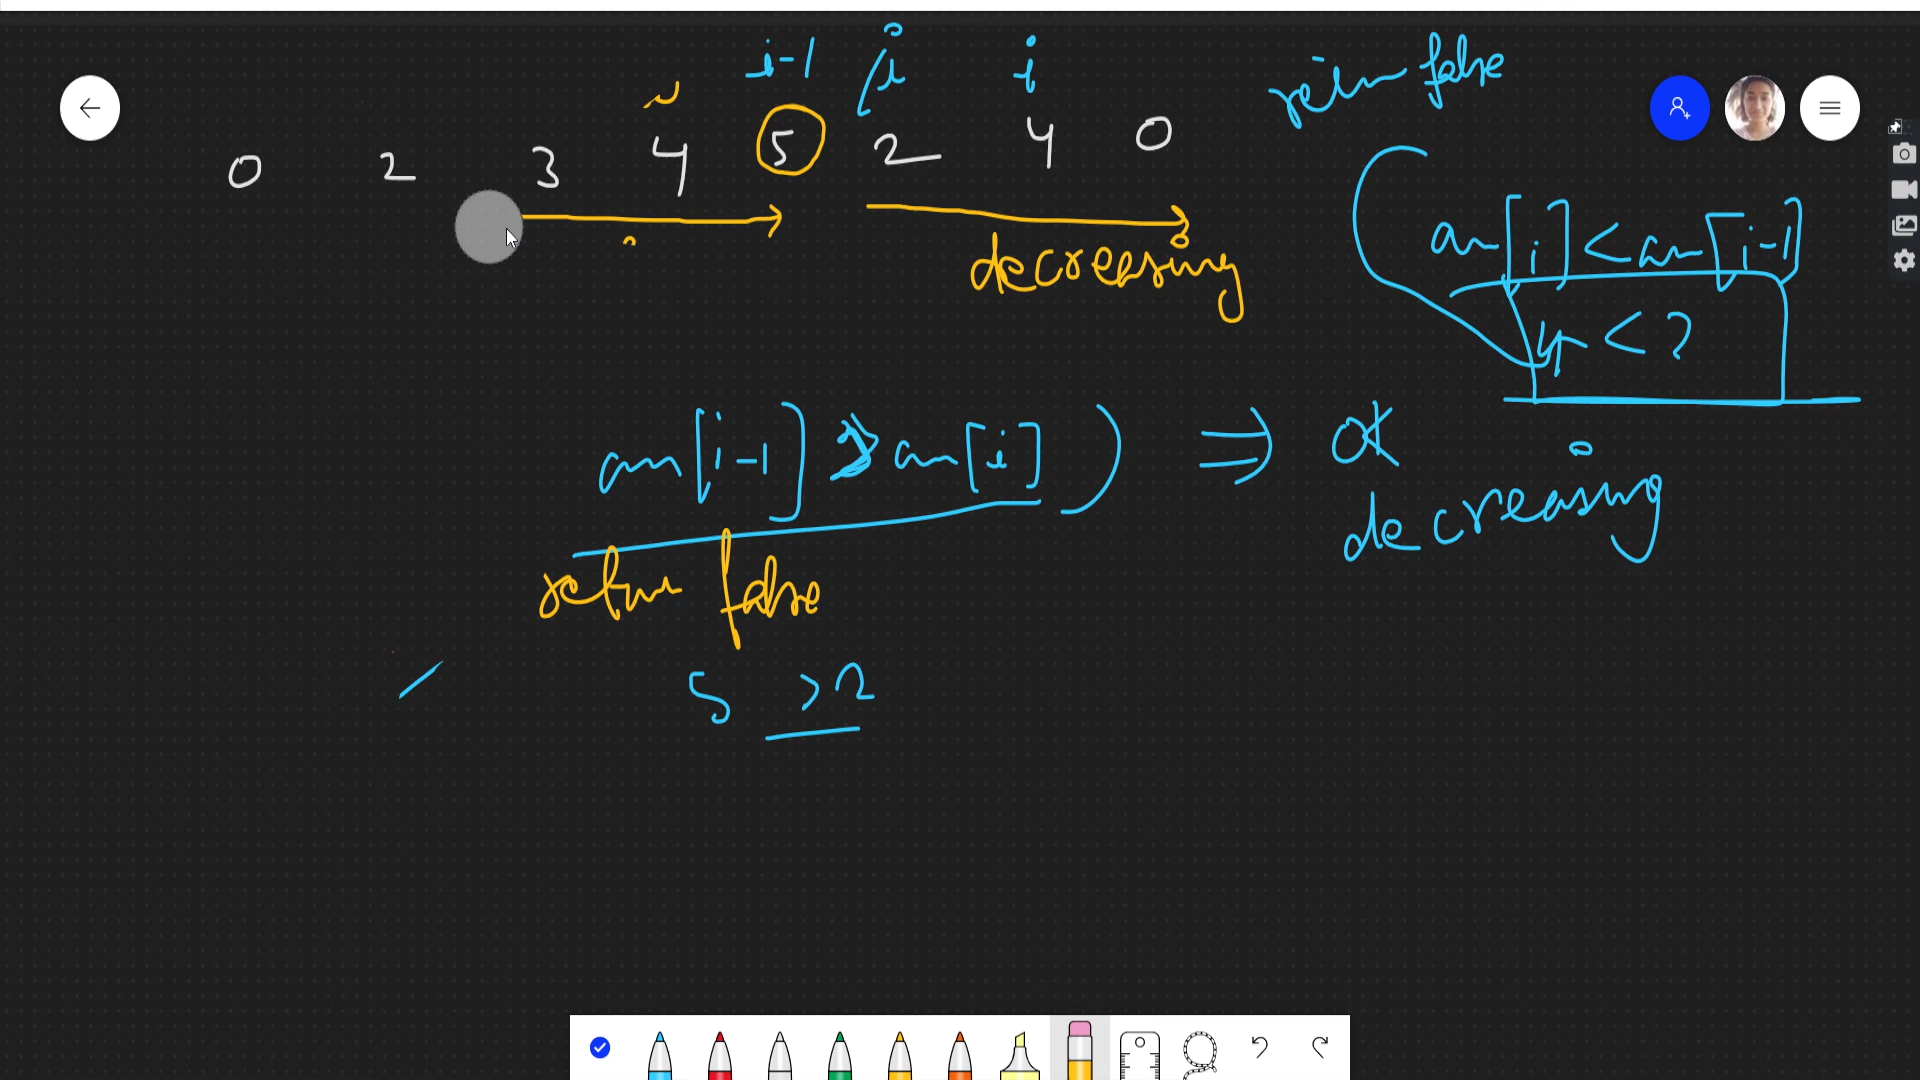 i-1 i i return false
0 2 3 4 5 2 4 0
arr[i] < arr[i-1]
decreasing
4 < 2
arr[i-1] > arr[i]) ⇒ ok
decreasing
return false
5 > 2